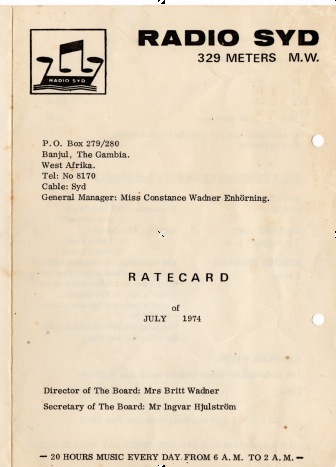 RADIO SYD
329 METERS M.W.
RADIO SYD
P.O. Box 279/280
Banjul, The Gambia.
West Afrika.
Tel: No 8170
Cable: Syd
General Manager: Miss Constance Wadner Enhörning.
RATECARD
of
JULY 1974
Director of The Board: Mrs Britt Wadner
Secretary of The Board: Mr Ingvar Hjulström
— 20 HOURS MUSIC EVERY DAY FROM 6 A.M. TO 2 A.M. —